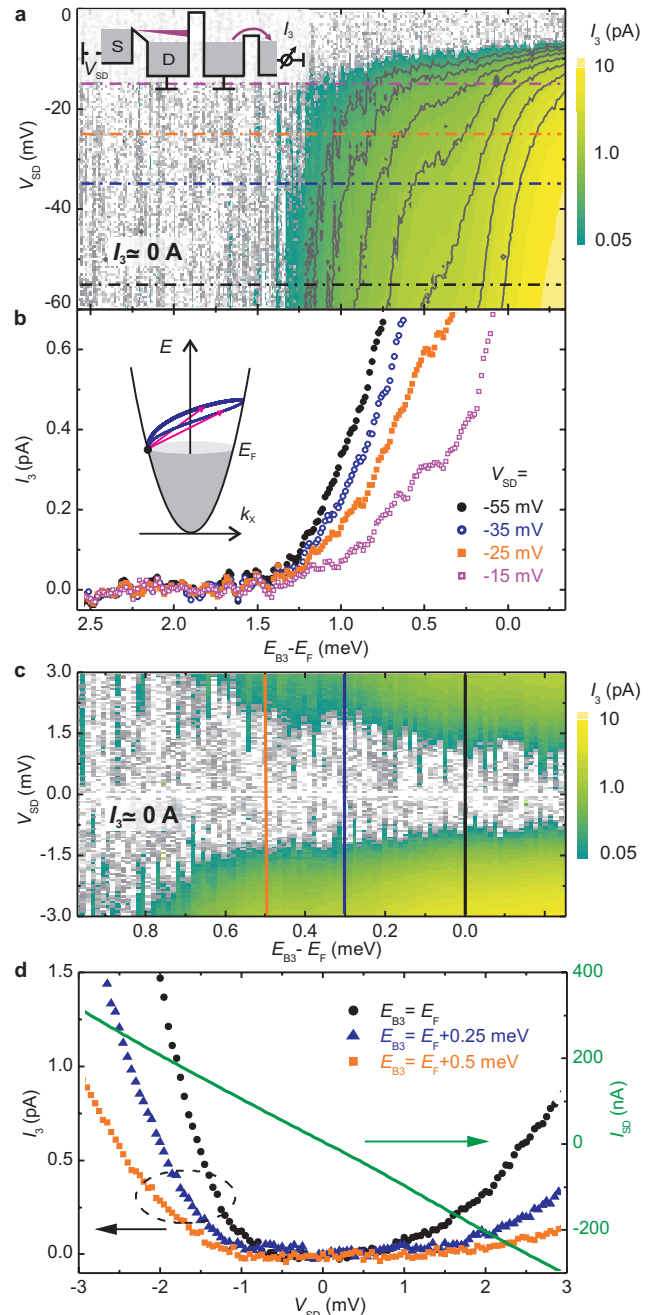 a
S
D
V_SD
I_3
0
-20
-40
-60
V_SD (mV)
I_3 ≃ 0 A
I_3 (pA)
10
1.0
0.05
b
0.6
0.4
0.2
0.0
I_3 (pA)
E
E_F
k_x
V_SD=
-55 mV
-35 mV
-25 mV
-15 mV
2.5 2.0 1.5 1.0 0.5 0.0
E_B3-E_F (meV)
c
3.0
1.5
0.0
-1.5
-3.0
V_SD (mV)
I_3 ≃ 0 A
I_3 (pA)
10
1.0
0.05
0.8 0.6 0.4 0.2 0.0
E_B3- E_F (meV)
d
1.5
1.0
0.5
0.0
I_3 (pA)
E_B3= E_F
E_B3= E_F+0.25 meV
E_B3= E_F+0.5 meV
400
200
0
-200
I_SD (nA)
-3 -2 -1 0 1 2 3
V_SD (mV)